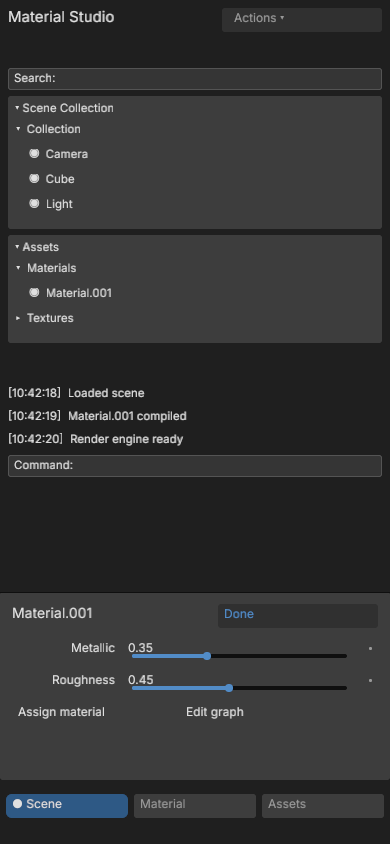 Material Studio
Actions
Search:
Scene Collection
Collection
Camera
Cube
Light
Assets
Materials
Material.001
Textures
[10:42:18] Loaded scene
[10:42:19] Material.001 compiled
[10:42:20] Render engine ready
Command:
Material.001
Done
Metallic 0.35
Roughness 0.45
Assign material Edit graph
Scene Material Assets